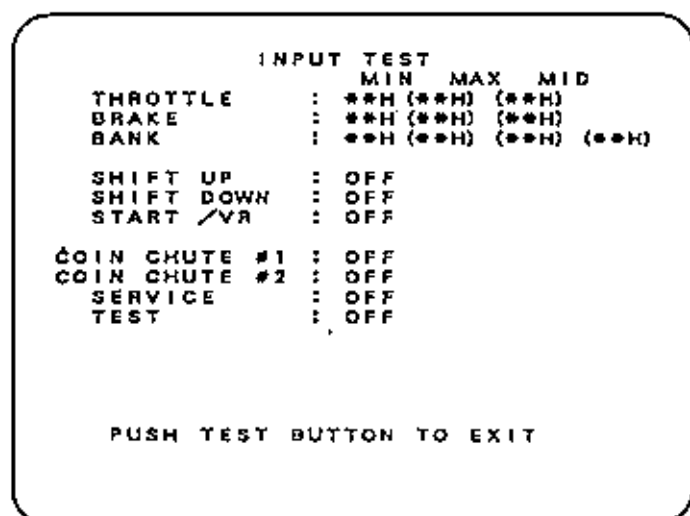 INPUT TEST
MIN MAX MID
THROTTLE : **H (**H) (**H)
BRAKE : **H (**H) (**H)
BANK : **H (**H) (**H) (**H)
SHIFT UP : OFF
SHIFT DOWN : OFF
START /VR : OFF
COIN CHUTE #1 : OFF
COIN CHUTE #2 : OFF
SERVICE : OFF
TEST : OFF
PUSH TEST BUTTON TO EXIT